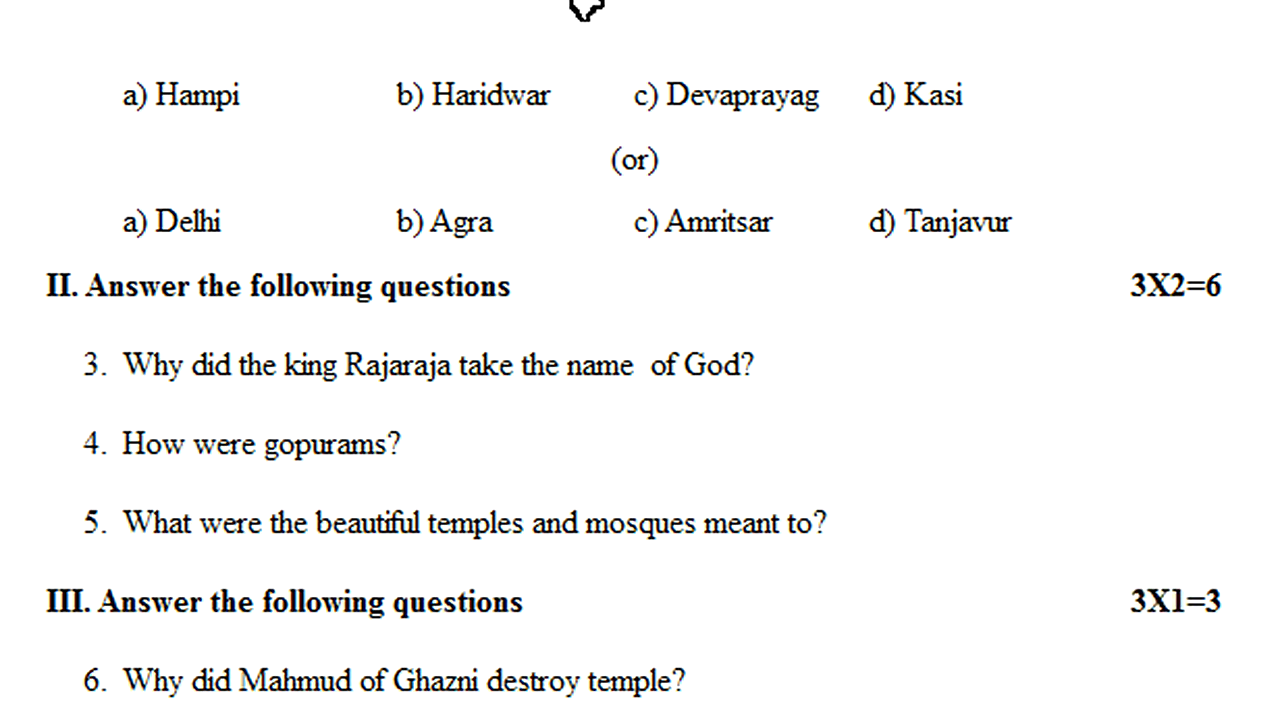 a) Hampi b) Haridwar c) Devaprayag d) Kasi
(or)
a) Delhi b) Agra c) Amritsar d) Tanjavur
II. Answer the following questions 3X2=6
3. Why did the king Rajaraja take the name of God?
4. How were gopurams?
5. What were the beautiful temples and mosques meant to?
III. Answer the following questions 3X1=3
6. Why did Mahmud of Ghazni destroy temple?